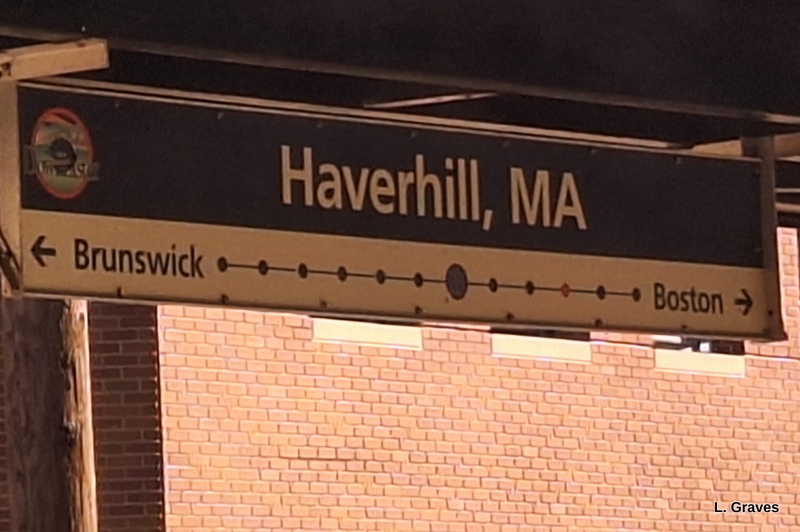 Haverhill, MA
← Brunswick Boston →
L. Graves